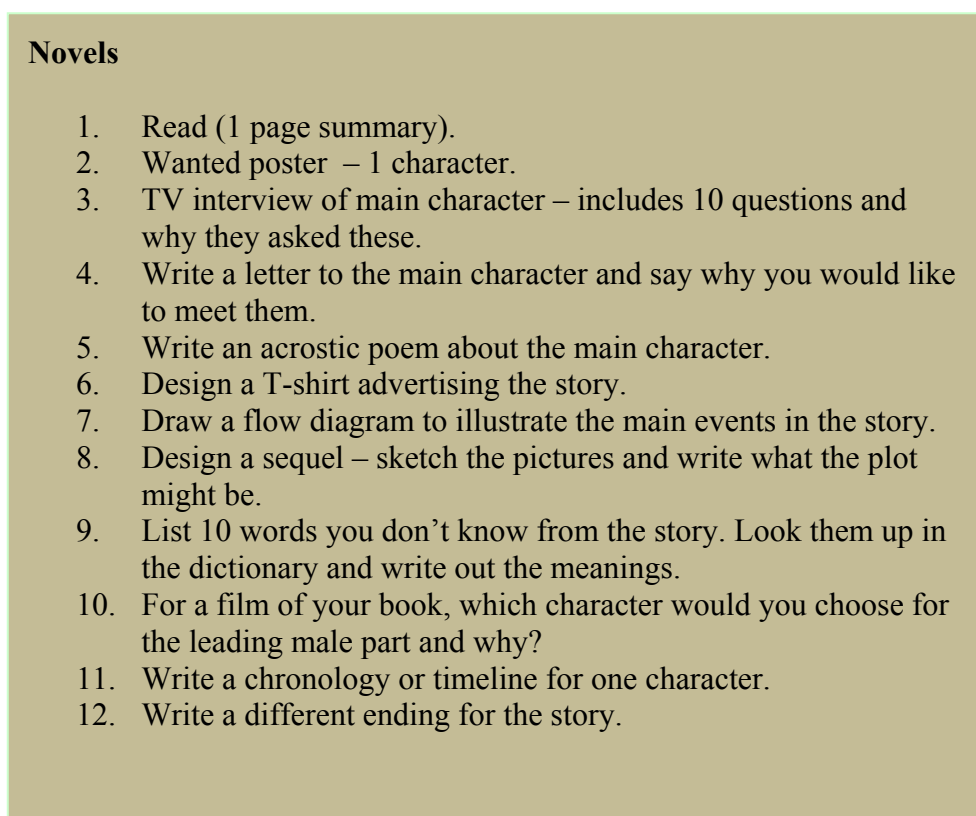 Novels
1. Read (1 page summary).
2. Wanted poster – 1 character.
3. TV interview of main character – includes 10 questions and
why they asked these.
4. Write a letter to the main character and say why you would like
to meet them.
5. Write an acrostic poem about the main character.
6. Design a T-shirt advertising the story.
7. Draw a flow diagram to illustrate the main events in the story.
8. Design a sequel – sketch the pictures and write what the plot
might be.
9. List 10 words you don’t know from the story. Look them up in
the dictionary and write out the meanings.
10. For a film of your book, which character would you choose for
the leading male part and why?
11. Write a chronology or timeline for one character.
12. Write a different ending for the story.